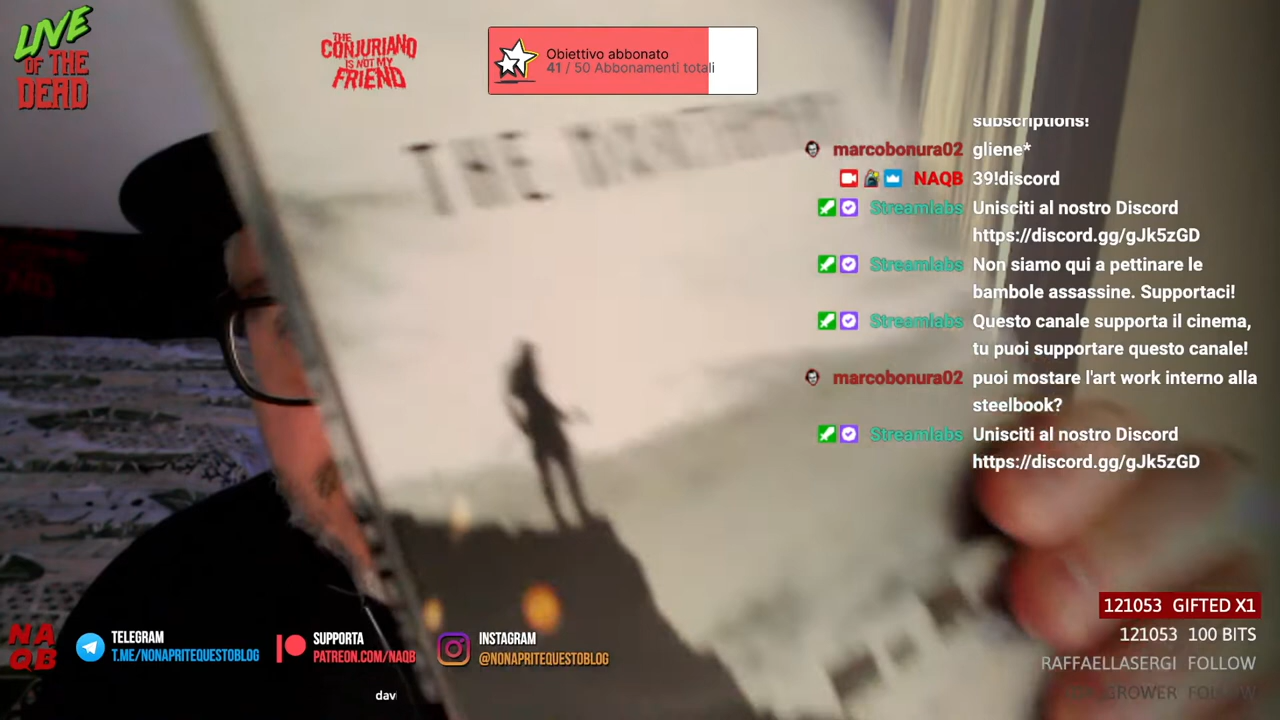 LIVE
OF THE
DEAD
THE
CONJURIANO
IS NOT MY
FRIEND
Obiettivo abbonato
41 / 50 Abbonamenti totali
THE
subscriptions!
marcobonura02 gliene*
NAQB 39!discord
Streamlabs Unisciti al nostro Discord
https://discord.gg/gJk5zGD
Streamlabs Non siamo qui a pettinare le
bambole assassine. Supportaci!
Streamlabs Questo canale supporta il cinema,
tu puoi supportare questo canale!
marcobonura02 puoi mostare l'art work interno alla
steelbook?
Streamlabs Unisciti al nostro Discord
https://discord.gg/gJk5zGD
121053 GIFTED X1
121053 100 BITS
RAFFAELLASERGI FOLLOW
GROWER FOLLOW
NA
QB
TELEGRAM
T.ME/NONAPRITEQUESTOBLOG
SUPPORTA
PATREON.COM/NAQB
INSTAGRAM
@NONAPRITEQUESTOBLOG
davi